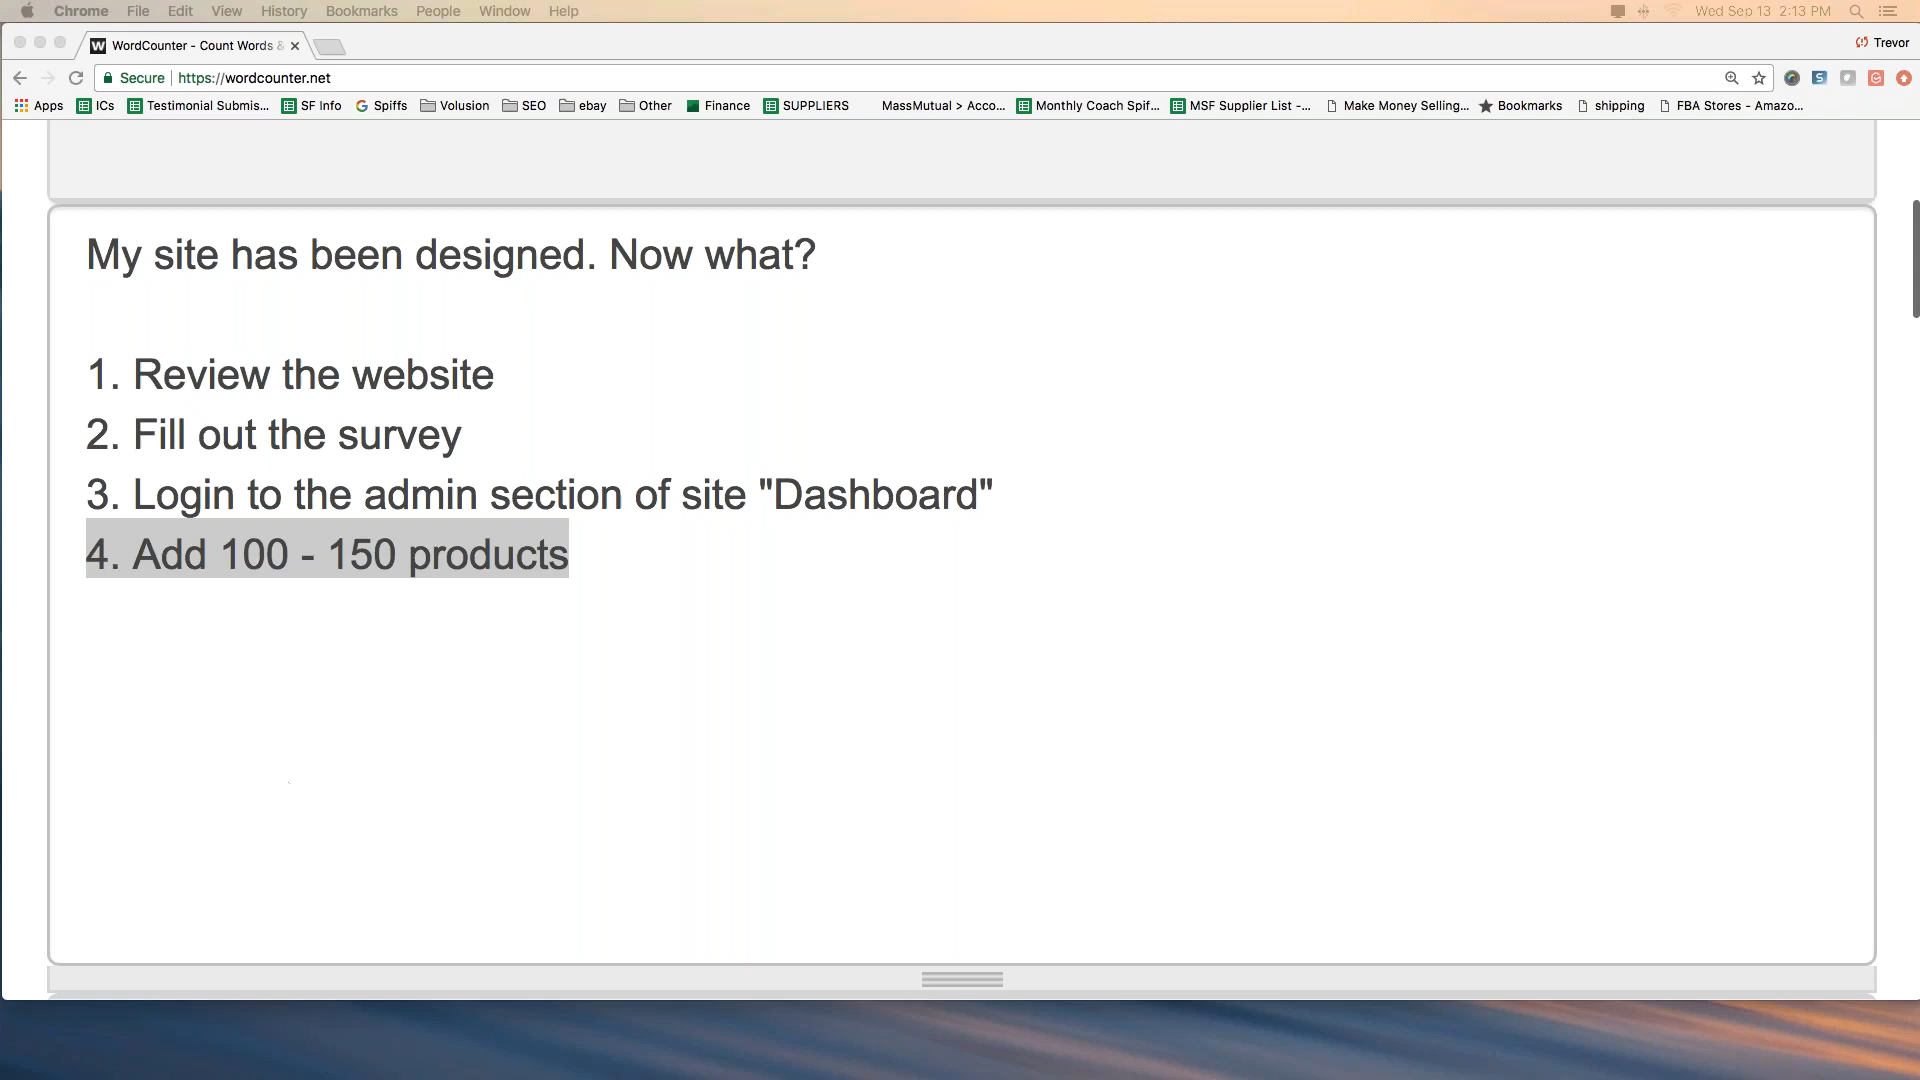 Chrome File Edit View History Bookmarks People Window Help Wed Sep 13 2:13 PM
W WordCounter - Count Words & Trevor
Secure https://wordcounter.net
Apps ICs Testimonial Submis... SF Info Spiffs Volusion SEO ebay Other Finance SUPPLIERS MassMutual > Acco... Monthly Coach Spif... MSF Supplier List -... Make Money Selling... Bookmarks shipping FBA Stores - Amazo...
My site has been designed. Now what?
1. Review the website
2. Fill out the survey
3. Login to the admin section of site "Dashboard"
4. Add 100 - 150 products